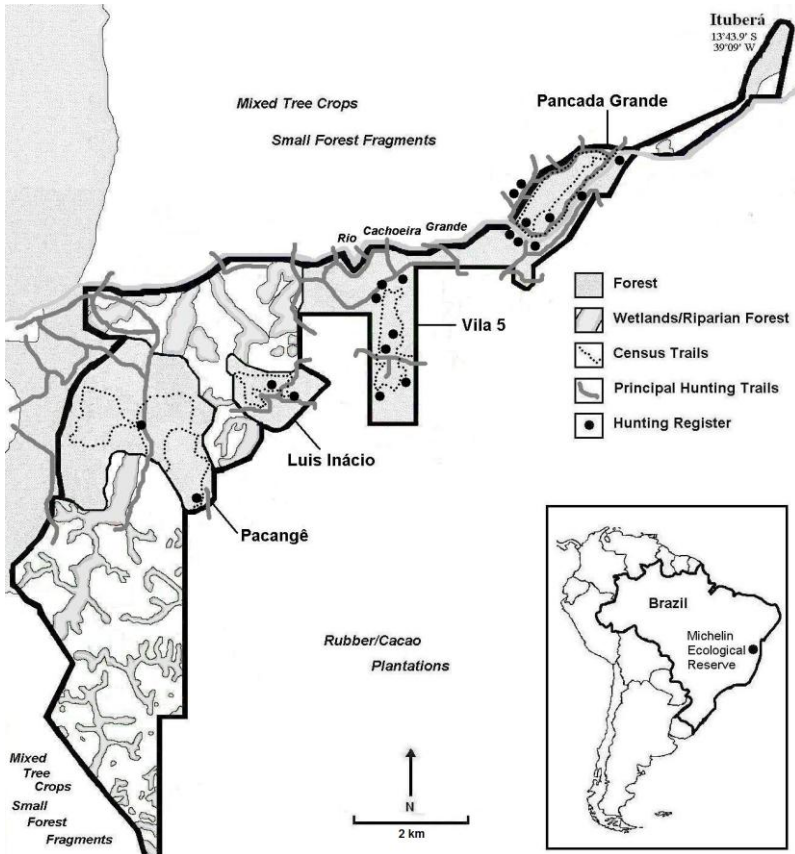 Ituberá
13°43.9' S
39°09' W
Mixed Tree Crops
Small Forest Fragments
Pancada Grande
Rio Cachoeira Grande
Forest
Wetlands/Riparian Forest
Census Trails
Principal Hunting Trails
Hunting Register
Vila 5
Luis Inácio
Pacangê
Rubber/Cacao
Plantations
Mixed
Tree
Crops
Small
Forest
Fragments
N
2 km
Brazil
Michelin
Ecological
Reserve